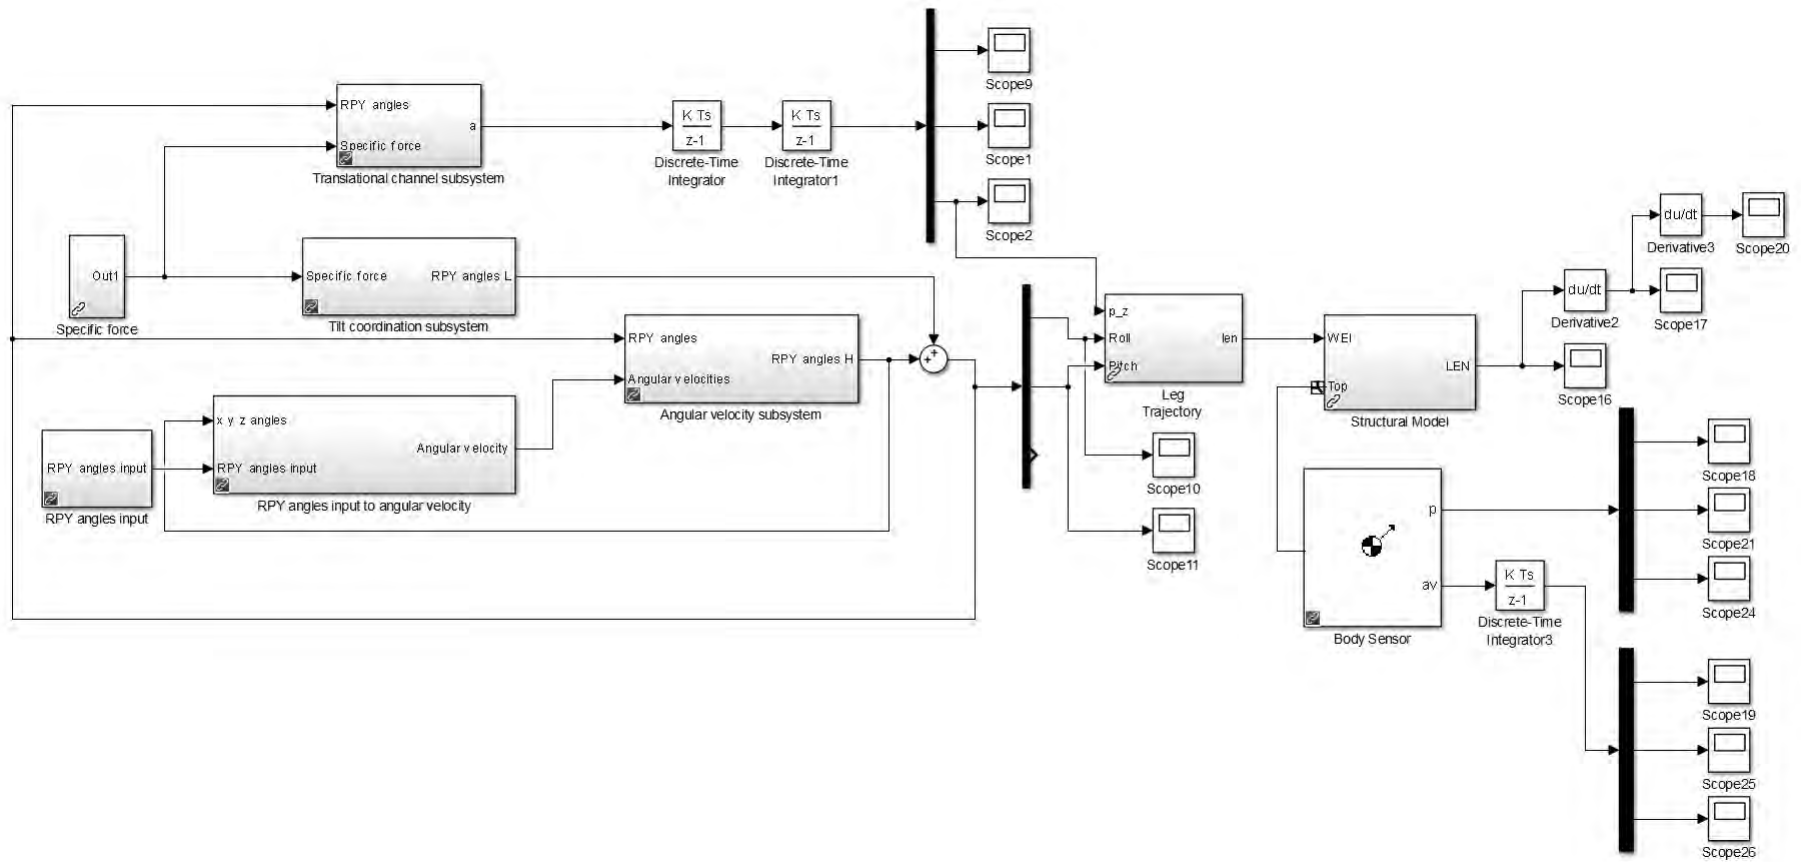 Scope9
RPY angles
a
Specific force
Translational channel subsystem
K Ts
z-1
Discrete-Time
Integrator
K Ts
z-1
Discrete-Time
Integrator1
Scope1
Scope2
Out1
Specific force
Specific force
RPY angles L
Tilt coordination subsystem
RPY angles
RPY angles H
Angular velocities
Angular velocity subsystem
++
x y z angles
Angular velocity
RPY angles input
RPY angles input to angular velocity
RPY angles input
RPY angles input
p_z
Roll
len
Pitch
Leg
Trajectory
Scope10
Scope11
WEI
LEN
Top
Structural Model
du/dt
Derivative3
Scope20
du/dt
Derivative2
Scope17
Scope16
p
av
Body Sensor
K Ts
z-1
Discrete-Time
Integrator3
Scope18
Scope21
Scope24
Scope19
Scope25
Scope26